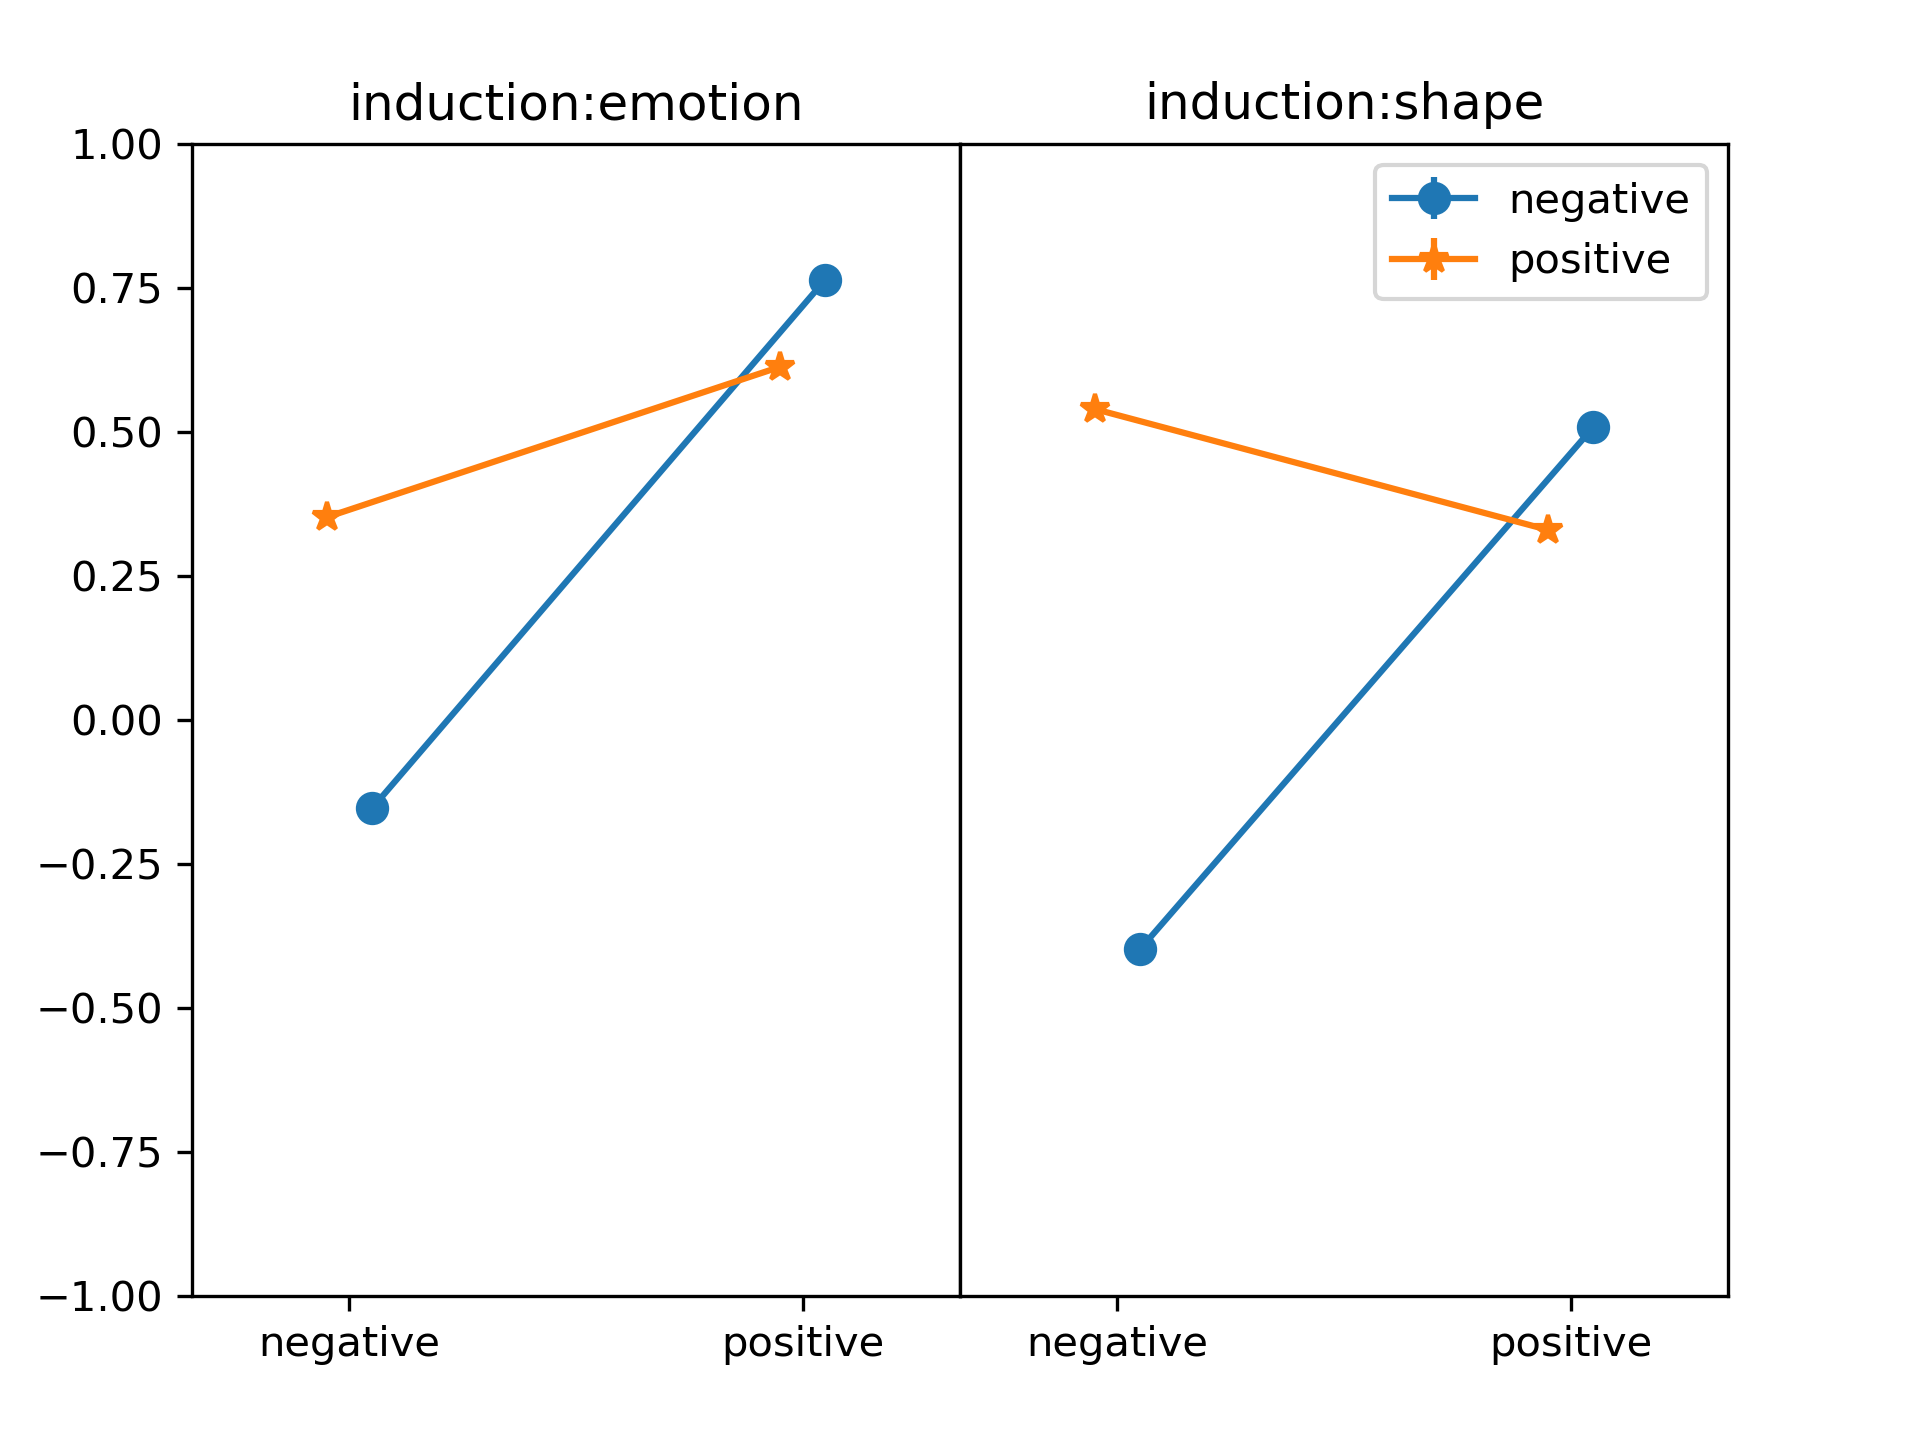 induction:emotion
induction:shape
1.00
0.75
0.50
0.25
0.00
−0.25
−0.50
−0.75
−1.00
negative
positive
negative
positive
negative
positive